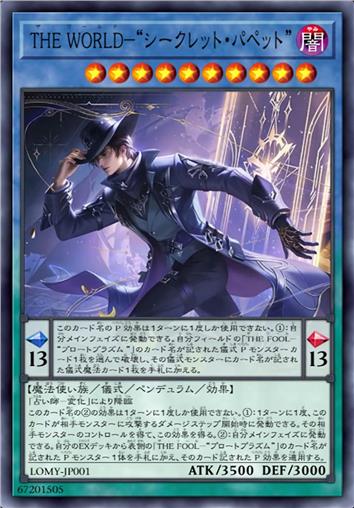 THE WORLD－“シークレット・パペット”
闇
このカード名のＰ効果は1ターンに1度しか使用できない。①：
自分メインフェイズに発動できる。自分フィールドの「THE FOOL－
“プロートプラズム”」のカード名が記された儀式Ｐモンスターカ
ード1枚を選んで破壊し、その儀式モンスターにカード名が記され
た儀式魔法カード1枚を手札に加える。
13
13
【魔法使い族／儀式／ペンデュラム／効果】
「占い師－変化」により降臨
このカード名の②の効果は1ターンに1度しか使用できない。①：1ターンに1度、この
カードが相手モンスターに攻撃するダメージステップ開始時に発動できる。その相
手モンスターのコントロールを得て、この効果を得る。②：自分メインフェイズに発動
できる。自分のEXデッキから表側の「THE FOOL－“プロートプラズム”」のカード名が
記されたＰモンスター1体を手札に加え、そのカードに記されたＰ効果を適用する。
LOMY-JP001
ATK/3500
DEF/3000
67201505